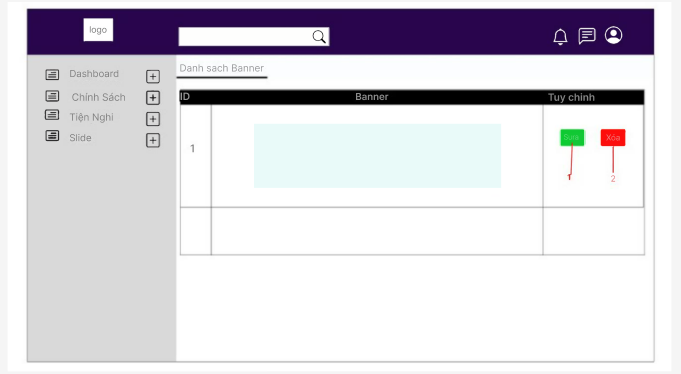 logo
Danh sach Banner
Dashboard
Chính Sách
Tiện Nghi
Slide
ID Banner Tuy chinh
1 Sửa Xóa
1 2